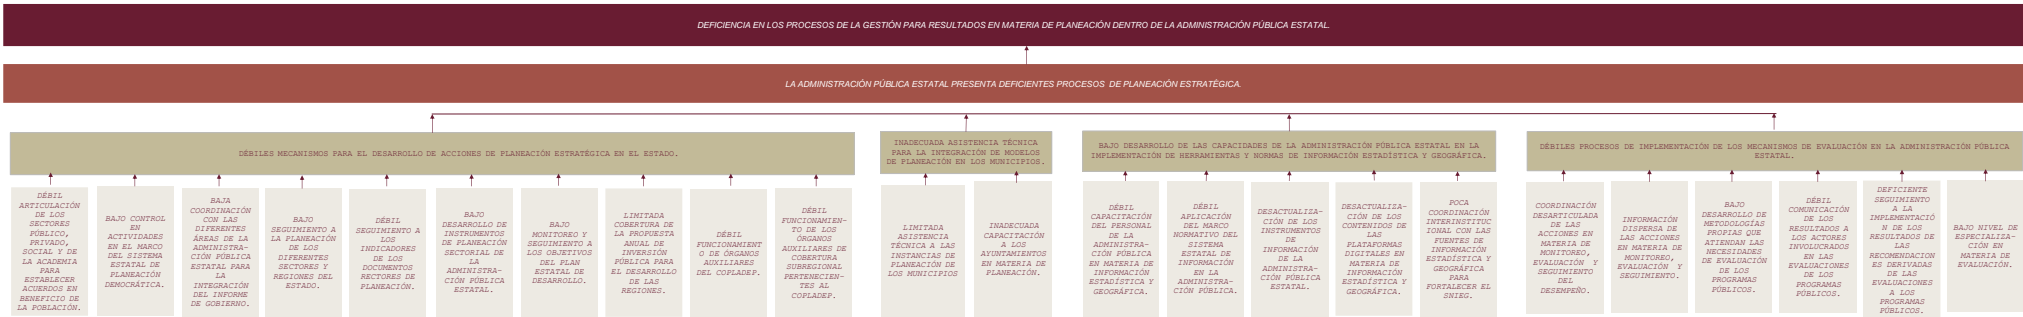 DEFICIENCIA EN LOS PROCESOS DE LA GESTIÓN PARA RESULTADOS EN MATERIA DE PLANEACIÓN DENTRO DE LA ADMINISTRACIÓN PÚBLICA ESTATAL.
LA ADMINISTRACIÓN PÚBLICA ESTATAL PRESENTA DEFICIENTES PROCESOS DE PLANEACIÓN ESTRATÉGICA.
DÉBILES MECANISMOS PARA EL DESARROLLO DE ACCIONES DE PLANEACIÓN ESTRATÉGICA EN EL ESTADO.
INADECUADA ASISTENCIA TÉCNICA
PARA LA INTEGRACIÓN DE MODELOS
DE PLANEACIÓN EN LOS MUNICIPIOS.
BAJO DESARROLLO DE LAS CAPACIDADES DE LA ADMINISTRACIÓN PÚBLICA ESTATAL EN LA
IMPLEMENTACIÓN DE HERRAMIENTAS Y NORMAS DE INFORMACIÓN ESTADÍSTICA Y GEOGRÁFICA.
DÉBILES PROCESOS DE IMPLEMENTACIÓN DE LOS MECANISMOS DE EVALUACIÓN EN LA ADMINISTRACIÓN PÚBLICA
ESTATAL.
DÉBIL
ARTICULACIÓN
DE LOS
SECTORES
PÚBLICO,
PRIVADO,
SOCIAL Y DE
LA ACADEMIA
PARA
ESTABLECER
ACUERDOS EN
BENEFICIO DE
LA POBLACIÓN.
BAJO CONTROL
EN
ACTIVIDADES
EN EL MARCO
DEL SISTEMA
ESTATAL DE
PLANEACIÓN
DEMOCRÁTICA.
BAJA
COORDINACIÓN
CON LAS
DIFERENTES
ÁREAS DE LA
ADMINISTRA-
CIÓN PÚBLICA
ESTATAL PARA
LA
INTEGRACIÓN
DEL INFORME
DE GOBIERNO.
BAJO
SEGUIMIENTO A
LA PLANEACIÓN
DE LOS
DIFERENTES
SECTORES Y
REGIONES DEL
ESTADO.
DÉBIL
SEGUIMIENTO A
LOS
INDICADORES
DE LOS
DOCUMENTOS
RECTORES DE
PLANEACIÓN.
BAJO
DESARROLLO DE
INSTRUMENTOS
DE PLANEACIÓN
SECTORIAL DE
LA
ADMINISTRA-
CIÓN PÚBLICA
ESTATAL.
BAJO
MONITOREO Y
SEGUIMIENTO A
LOS OBJETIVOS
DEL PLAN
ESTATAL DE
DESARROLLO.
LIMITADA
COBERTURA DE
LA PROPUESTA
ANUAL DE
INVERSIÓN
PÚBLICA PARA
EL DESARROLLO
DE LAS
REGIONES.
DÉBIL
FUNCIONAMIENT
O DE ÓRGANOS
AUXILIARES
DEL COPLADEP.
DÉBIL
FUNCIONAMIEN-
TO DE LOS
ÓRGANOS
AUXILIARES DE
COBERTURA
SUBREGIONAL
PERTENECIEN-
TES AL
COPLADEP.
LIMITADA
ASISTENCIA
TÉCNICA A LAS
INSTANCIAS DE
PLANEACIÓN DE
LOS MUNICIPIOS
INADECUADA
CAPACITACIÓN
A LOS
AYUNTAMIENTOS
EN MATERIA DE
PLANEACIÓN.
DÉBIL
CAPACITACIÓN
DEL PERSONAL
DE LA
ADMINISTRA-
CIÓN PÚBLICA
EN MATERIA DE
INFORMACIÓN
ESTADÍSTICA Y
GEOGRÁFICA.
DÉBIL
APLICACIÓN
DEL MARCO
NORMATIVO DEL
SISTEMA
ESTATAL DE
INFORMACIÓN
EN LA
ADMINISTRA-
CIÓN PÚBLICA.
DESACTUALIZA-
CIÓN DE LOS
INSTRUMENTOS
DE
INFORMACIÓN
DE LA
ADMINISTRA-
CIÓN PÚBLICA
ESTATAL.
DESACTUALIZA-
CIÓN DE LOS
CONTENIDOS DE
LAS
PLATAFORMAS
DIGITALES EN
MATERIA DE
INFORMACIÓN
ESTADÍSTICA Y
GEOGRÁFICA.
POCA
COORDINACIÓN
INTERINSTITUC
IONAL CON LAS
FUENTES DE
ESTADÍSTICA Y
GEOGRÁFICA
PARA
FORTALECER EL
SNIEG.
COORDINACIÓN
DESARTICULADA
DE LAS
ACCIONES EN
MATERIA DE
MONITOREO,
EVALUACIÓN Y
SEGUIMIENTO
DEL
DESEMPEÑO.
INFORMACIÓN
DISPERSA DE
LAS ACCIONES
EN MATERIA DE
MONITOREO,
EVALUACIÓN Y
SEGUIMIENTO.
BAJO
DESARROLLO DE
METODOLOGÍAS
PROPIAS QUE
ATIENDAN LAS
NECESIDADES
DE EVALUACIÓN
DE LOS
PROGRAMAS
PÚBLICOS.
DÉBIL
COMUNICACIÓN
DE LOS
RESULTADOS A
LOS ACTORES
INVOLUCRADOS
EN LAS
EVALUACIONES
DE LOS
PROGRAMAS
PÚBLICOS.
DEFICIENTE
SEGUIMIENTO
A LA
IMPLEMENTACIÓ
N DE LOS
RESULTADOS DE
LAS
RECOMENDACION
ES DERIVADAS
DE LAS
EVALUACIONES
A LOS
PROGRAMAS
PÚBLICOS.
BAJO NIVEL DE
ESPECIALIZA-
CIÓN EN
MATERIA DE
EVALUACIÓN.